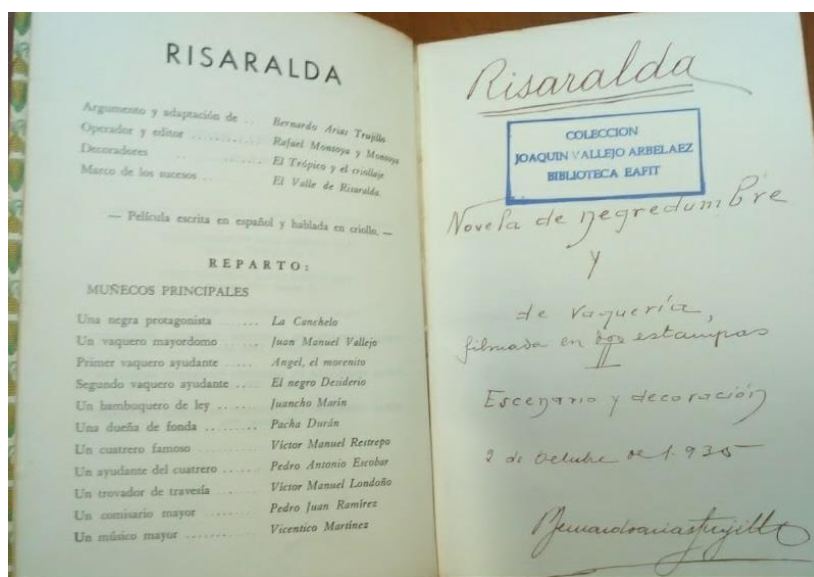 RISARALDA
Argumento y adaptación de .. Bernardo Arias Trujillo
Operador y editor ........... Rafael Montoya y Montoya
Decoradores .. ........ El Trópico y el criollaje
Marco de los sucesos .. El Valle de Risaralda.
— Película escrita en español y hablada en criollo. —
REPARTO:
MUÑECOS PRINCIPALES
Una negra protagonista ....... La Canchelo
Un vaquero mayordomo ....... Juan Manuel Vallejo
Primer vaquero ayudante .... Angel, el morenito
Segundo vaquero ayudante .. El negro Desiderio
Un bamboquero de ley ...... Juancho Marín
Una dueña de fonda ......... Pacha Durán
Un cuatrero famoso ........ Víctor Manuel Restrepo
Un ayudante del cuatrero ...... Pedro Antonio Escobar
Un trovador de travesía ...... Víctor Manuel Londoño
Un comisario mayor ........ Pedro Juan Ramírez
Un músico mayor .......... Vicentico Martínez
Risaralda
COLECCION
JOAQUIN VALLEJO ARBELAEZ
BIBLIOTECA EAFIT
Novela de negredumbre
y
de vaquería,
filmada en dos estampas
II
Escenario y decoración
2 de Octubre de 1.935
Bernardo Arias Trujillo